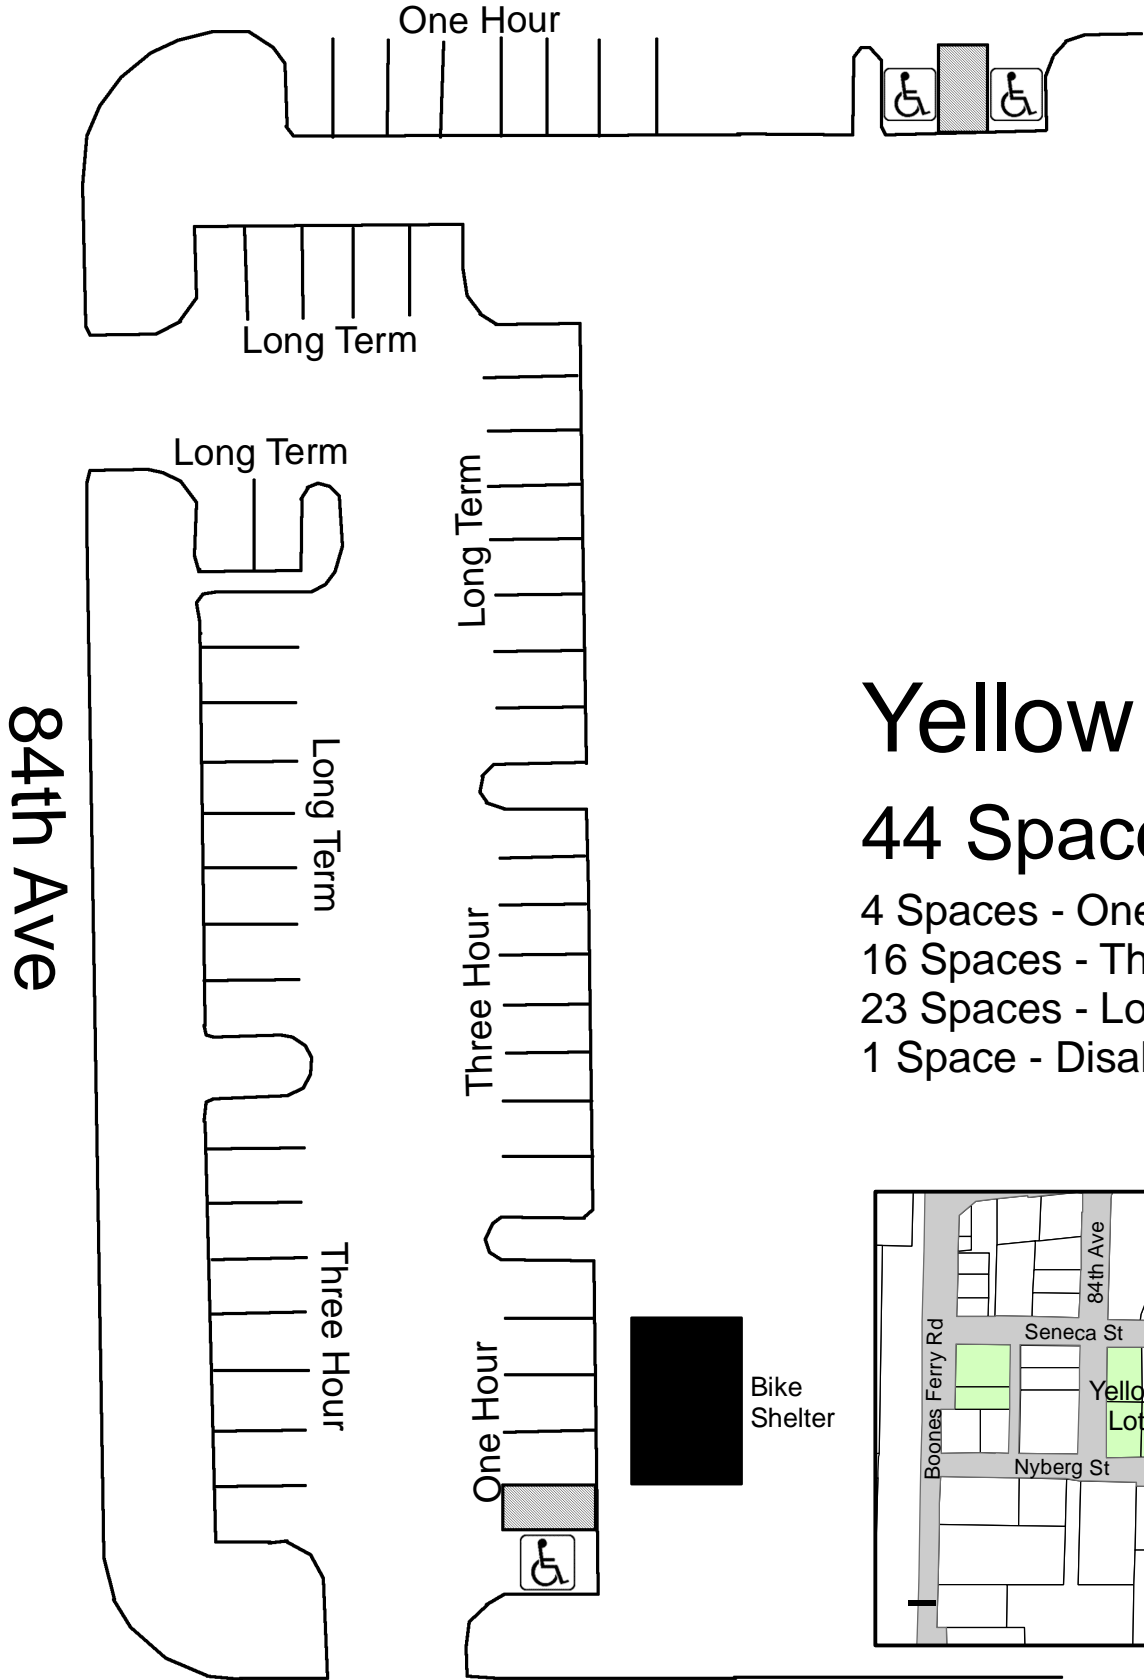 One Hour
Long Term
Long Term
Long Term
Long Term
84th Ave
Three Hour
Three Hour
One Hour
Bike
Shelter
Yellow
44 Spac
4 Spaces - One
16 Spaces - Th
23 Spaces - Lo
1 Space - Disa
84th Ave
Boones Ferry Rd
Seneca St
Yello
Lot
Nyberg St